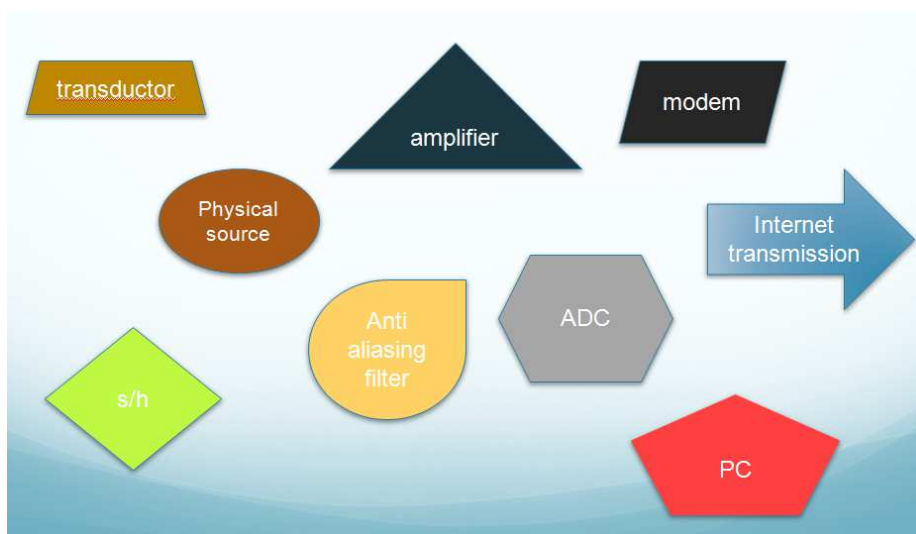 transductor
amplifier
modem
Physical
source
Internet
transmission
Anti
aliasing
filter
ADC
s/h
PC